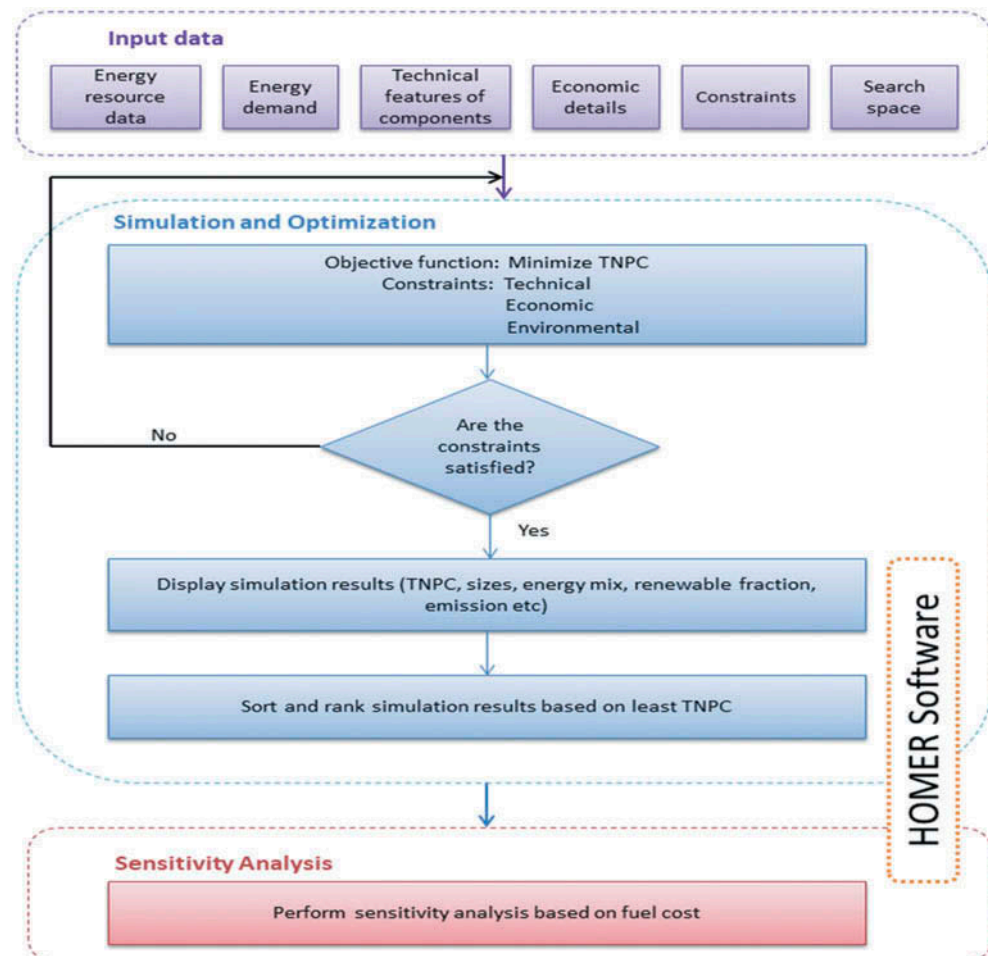 Input data
Energy
resource
data
Energy
demand
Technical
features of
components
Economic
details
Constraints
Search
space
Simulation and Optimization
Objective function: Minimize TNPC
Constraints: Technical
Economic
Environmental
Are the
constraints
satisfied?
No
Yes
Display simulation results (TNPC, sizes, energy mix, renewable fraction,
emission etc)
Sort and rank simulation results based on least TNPC
HOMER Software
Sensitivity Analysis
Perform sensitivity analysis based on fuel cost